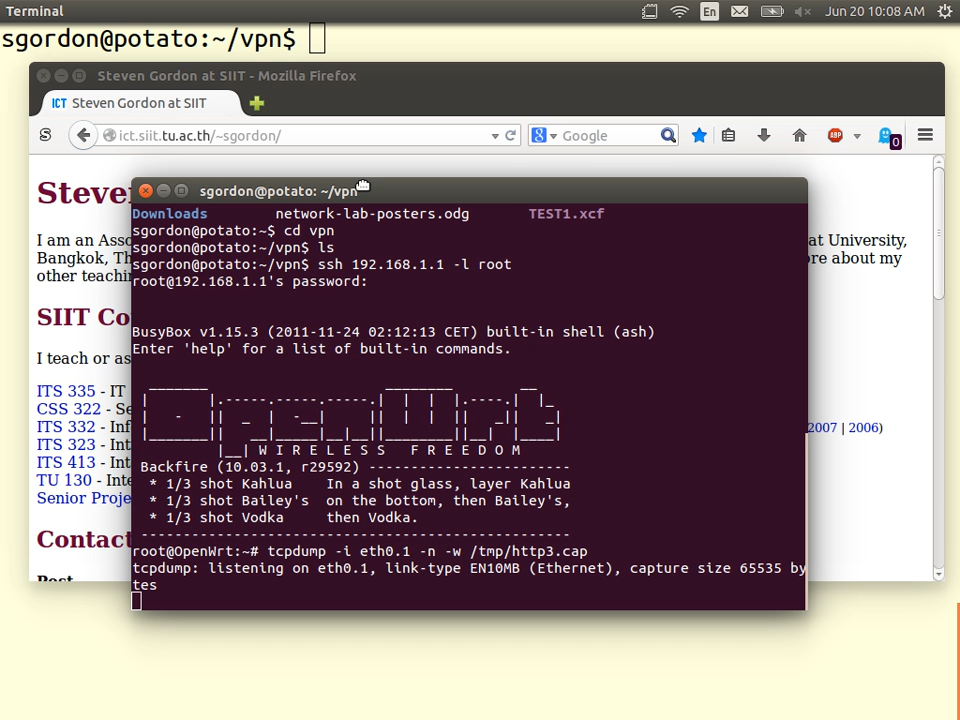 Terminal
En
Jun 20 10:08 AM
sgordon@potato:~/vpn$
Steven Gordon at SIIT - Mozilla Firefox
ICT Steven Gordon at SIIT
S
ict.siit.tu.ac.th/~sgordon/
8
Google
ABP
0
Steve
sgordon@potato: ~/vpn
Downloads network-lab-posters.odg TEST1.xcf
sgordon@potato:~$ cd vpn
sgordon@potato:~/vpn$ ls
sgordon@potato:~/vpn$ ssh 192.168.1.1 -l root
root@192.168.1.1's password:
BusyBox v1.15.3 (2011-11-24 02:12:13 CET) built-in shell (ash)
Enter 'help' for a list of built-in commands.
OpenWrt
W I R E L E S S F R E E D O M
Backfire (10.03.1, r29592) ------------------------
* 1/3 shot Kahlua In a shot glass, layer Kahlua
* 1/3 shot Bailey's on the bottom, then Bailey's,
* 1/3 shot Vodka then Vodka.
---------------------------------------------------
root@OpenWrt:~# tcpdump -i eth0.1 -n -w /tmp/http3.cap
tcpdump: listening on eth0.1, link-type EN10MB (Ethernet), capture size 65535 by
tes
I am an Asso
at University,
Bangkok, Th
ore about my
other teachin
SIIT Co
I teach or as
ITS 335 - IT
CSS 322 - Se
ITS 332 - Inf
2007 | 2006)
ITS 323 - Int
ITS 413 - Int
TU 130 - Inte
Senior Proje
Contact